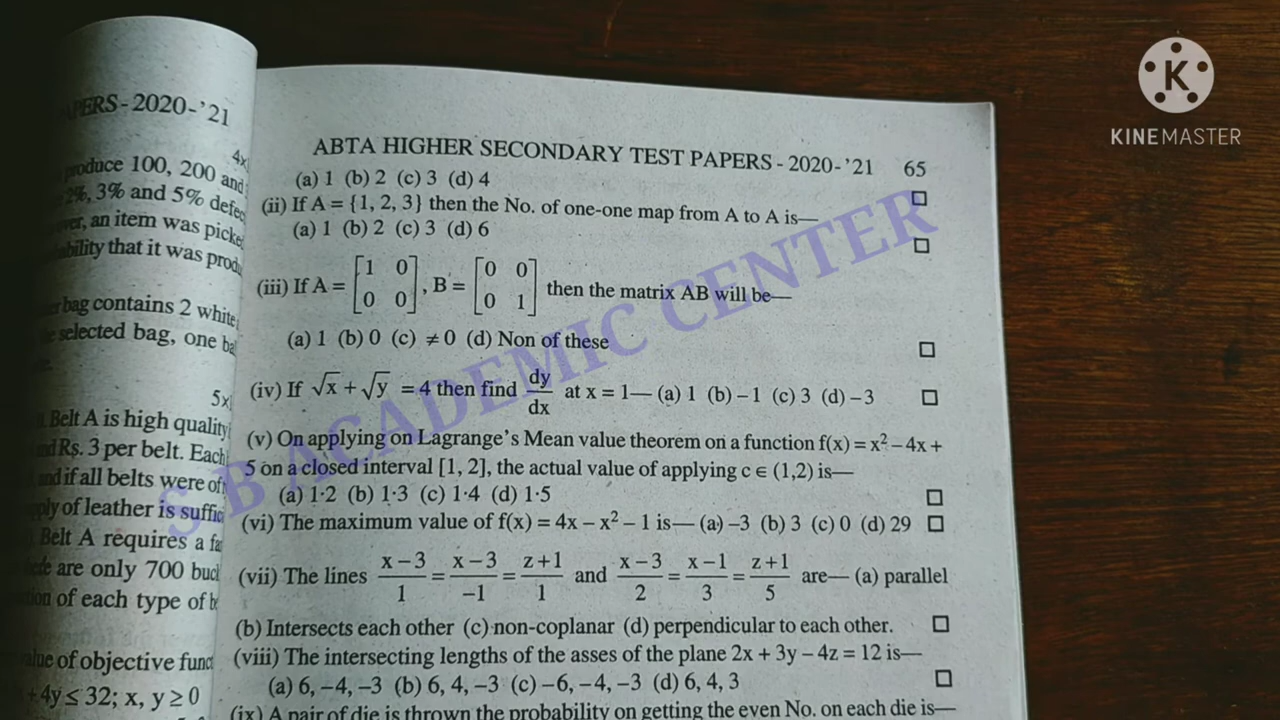 PERS - 2020-'21
4x
produce 100, 200 and
2%, 3% and 5% defec
an item was picke
ability that it was produ
bag contains 2 white
selected bag, one ba
5x
Belt A is high quality
Rs. 3 per belt. Each
and if all belts were of
ply of leather is suffic
Belt A requires a fa
are only 700 buck
tion of each type of b
value of objective func
+4y ≤ 32; x, y ≥ 0
ABTA HIGHER SECONDARY TEST PAPERS - 2020-'21 65
(a) 1 (b) 2 (c) 3 (d) 4
(ii) If A = {1, 2, 3} then the No. of one-one map from A to A is—
(a) 1 (b) 2 (c) 3 (d) 6
(iii) If A = [1 0; 0 0], B = [0 0; 0 1] then the matrix AB will be—
(a) 1 (b) 0 (c) ≠ 0 (d) Non of these
(iv) If √x + √y = 4 then find dy/dx at x = 1— (a) 1 (b) – 1 (c) 3 (d) – 3
(v) On applying on Lagrange's Mean value theorem on a function f(x) = x² – 4x +
5 on a closed interval [1, 2], the actual value of applying c ∈ (1,2) is—
(a) 1·2 (b) 1·3 (c) 1·4 (d) 1·5
(vi) The maximum value of f(x) = 4x – x² – 1 is— (a) –3 (b) 3 (c) 0 (d) 29
(vii) The lines x – 3/1 = x – 3/–1 = z + 1/1 and x – 3/2 = x – 1/3 = z + 1/5 are— (a) parallel
(b) Intersects each other (c) non-coplanar (d) perpendicular to each other.
(viii) The intersecting lengths of the asses of the plane 2x + 3y – 4z = 12 is—
(a) 6, –4, –3 (b) 6, 4, –3 (c) –6, –4, –3 (d) 6, 4, 3
(ix) A pair of die is thrown the probability on getting the even No. on each die is—
S B ACADEMIC CENTER
K
KINEMASTER